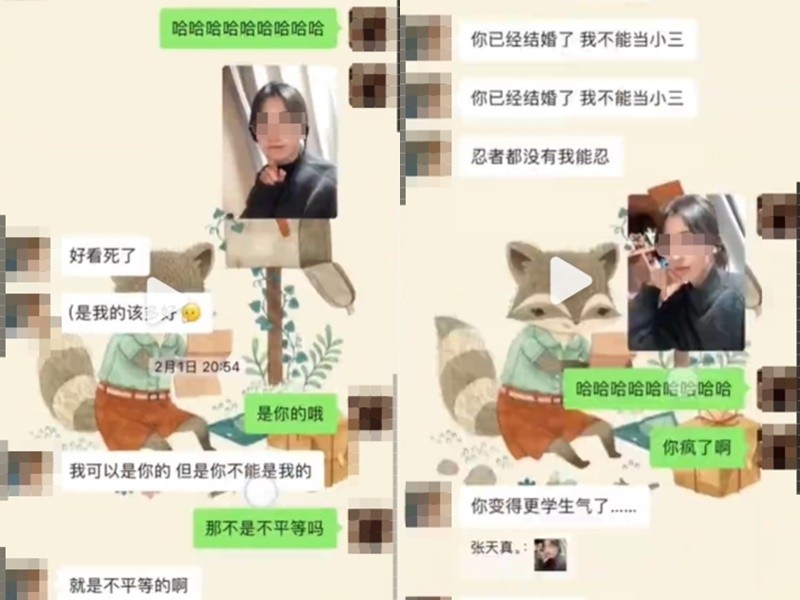 哈哈哈哈哈哈哈哈哈
好看死了
(是我的该多好🫠
2月1日 20:54
是你的哦
我可以是你的 但是你不能是我的
那不是不平等吗
就是不平等的啊
你已经结婚了 我不能当小三
你已经结婚了 我不能当小三
忍者都没有我能忍
哈哈哈哈哈哈哈哈哈
你疯了啊
你变得更学生气了......
张天真。: